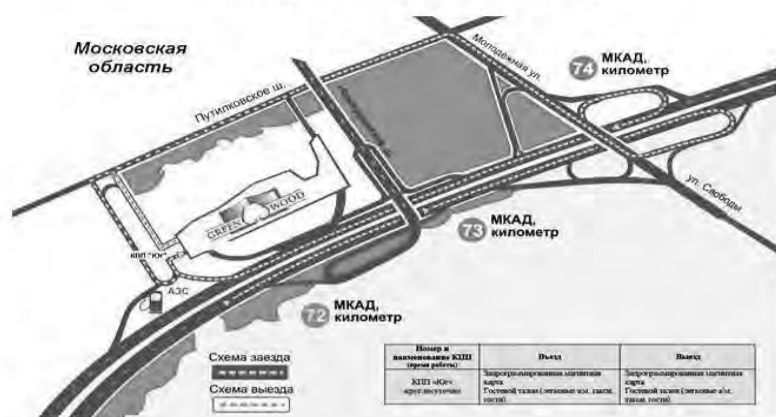 Московская
область
Путилковское ш.
Молодёжная ул.
74 МКАД,
километр
ул. Свободы
GREEN WOOD
73 МКАД,
километр
КПП "Юг"
АЗС
72 МКАД,
километр
Схема заезда
Схема выезда
Номер и
наименование КПП
(время работы)
Въезд
Выезд
КПП «Юг»
круглосуточно
Запрограммированная магнитная
карта
Гостевой талон (легковые а/м, такси,
гости)
Запрограммированная магнитная
карта
Гостевой талон (легковые а/м,
такси, гости)